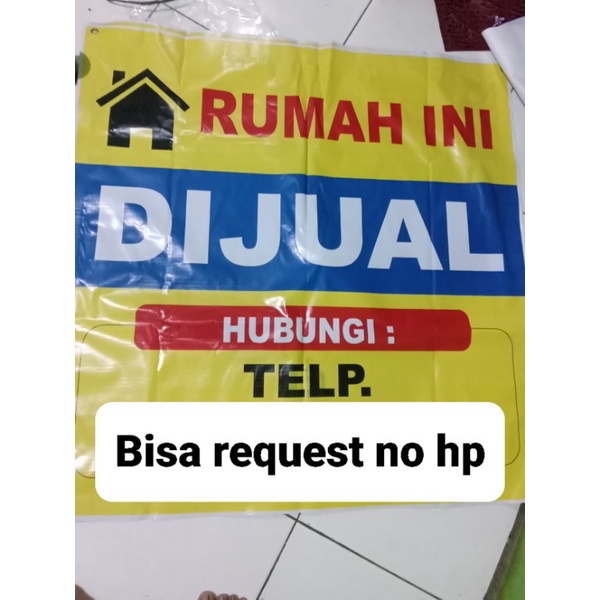 RUMAH INI
DIJUAL
HUBUNGI :
TELP.
Bisa request no hp